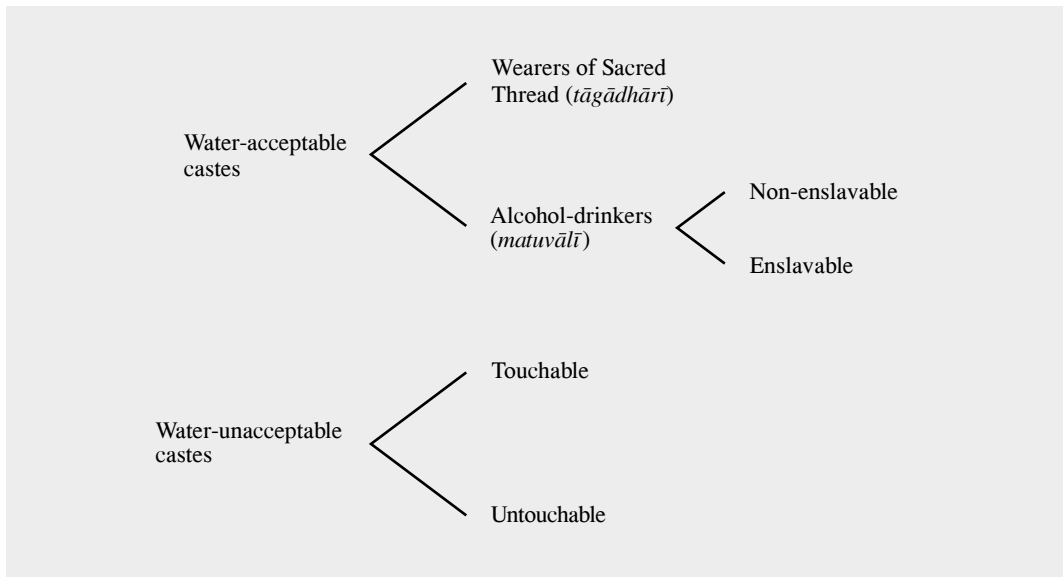 Wearers of Sacred
Thread (tāgādhārī)
Water-acceptable
castes
Non-enslavable
Alcohol-drinkers
(matuvālī)
Enslavable
Touchable
Water-unacceptable
castes
Untouchable